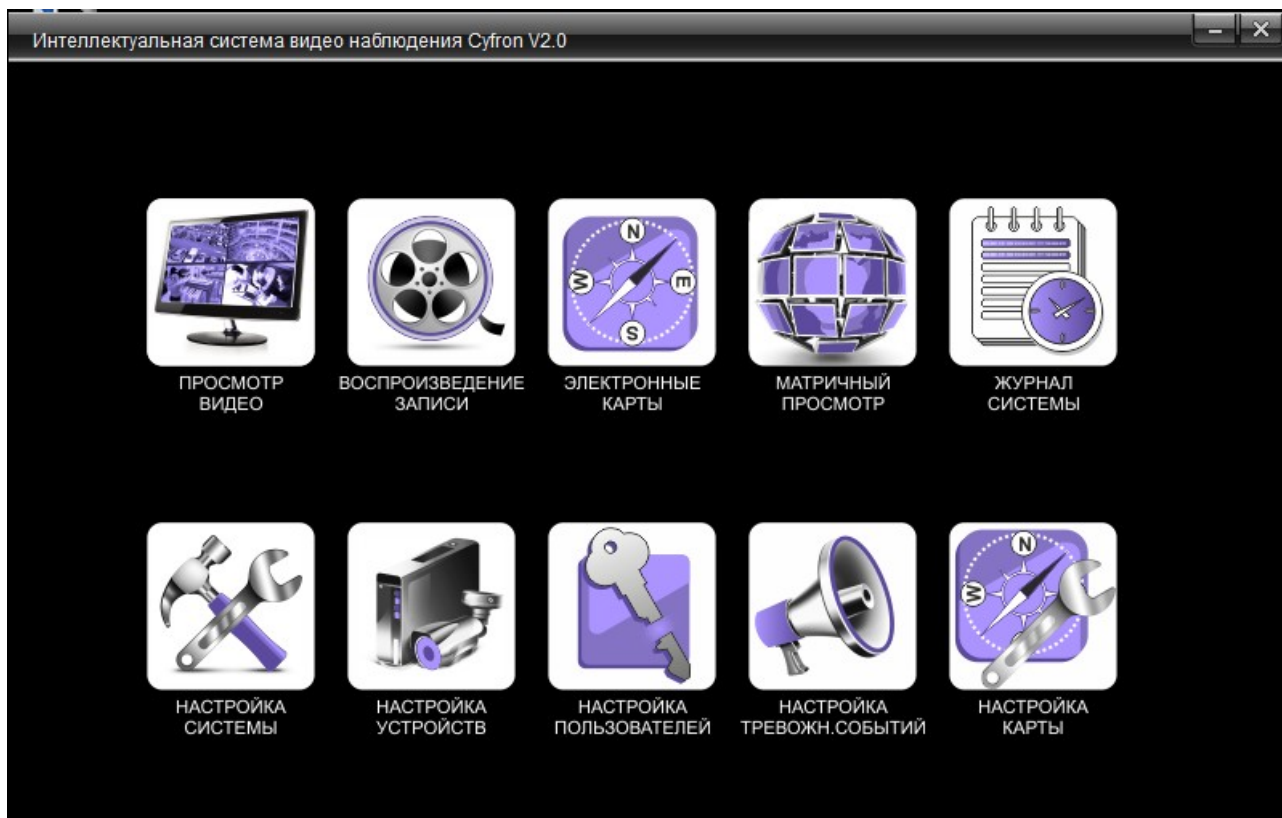 Интеллектуальная система видео наблюдения Cyfron V2.0
N
W
E
S
ПРОСМОТР
ВИДЕО
ВОСПРОИЗВЕДЕНИЕ
ЗАПИСИ
ЭЛЕКТРОННЫЕ
КАРТЫ
МАТРИЧНЫЙ
ПРОСМОТР
ЖУРНАЛ
СИСТЕМЫ
N
W
НАСТРОЙКА
СИСТЕМЫ
НАСТРОЙКА
УСТРОЙСТВ
НАСТРОЙКА
ПОЛЬЗОВАТЕЛЕЙ
НАСТРОЙКА
ТРЕВОЖН.СОБЫТИЙ
НАСТРОЙКА
КАРТЫ